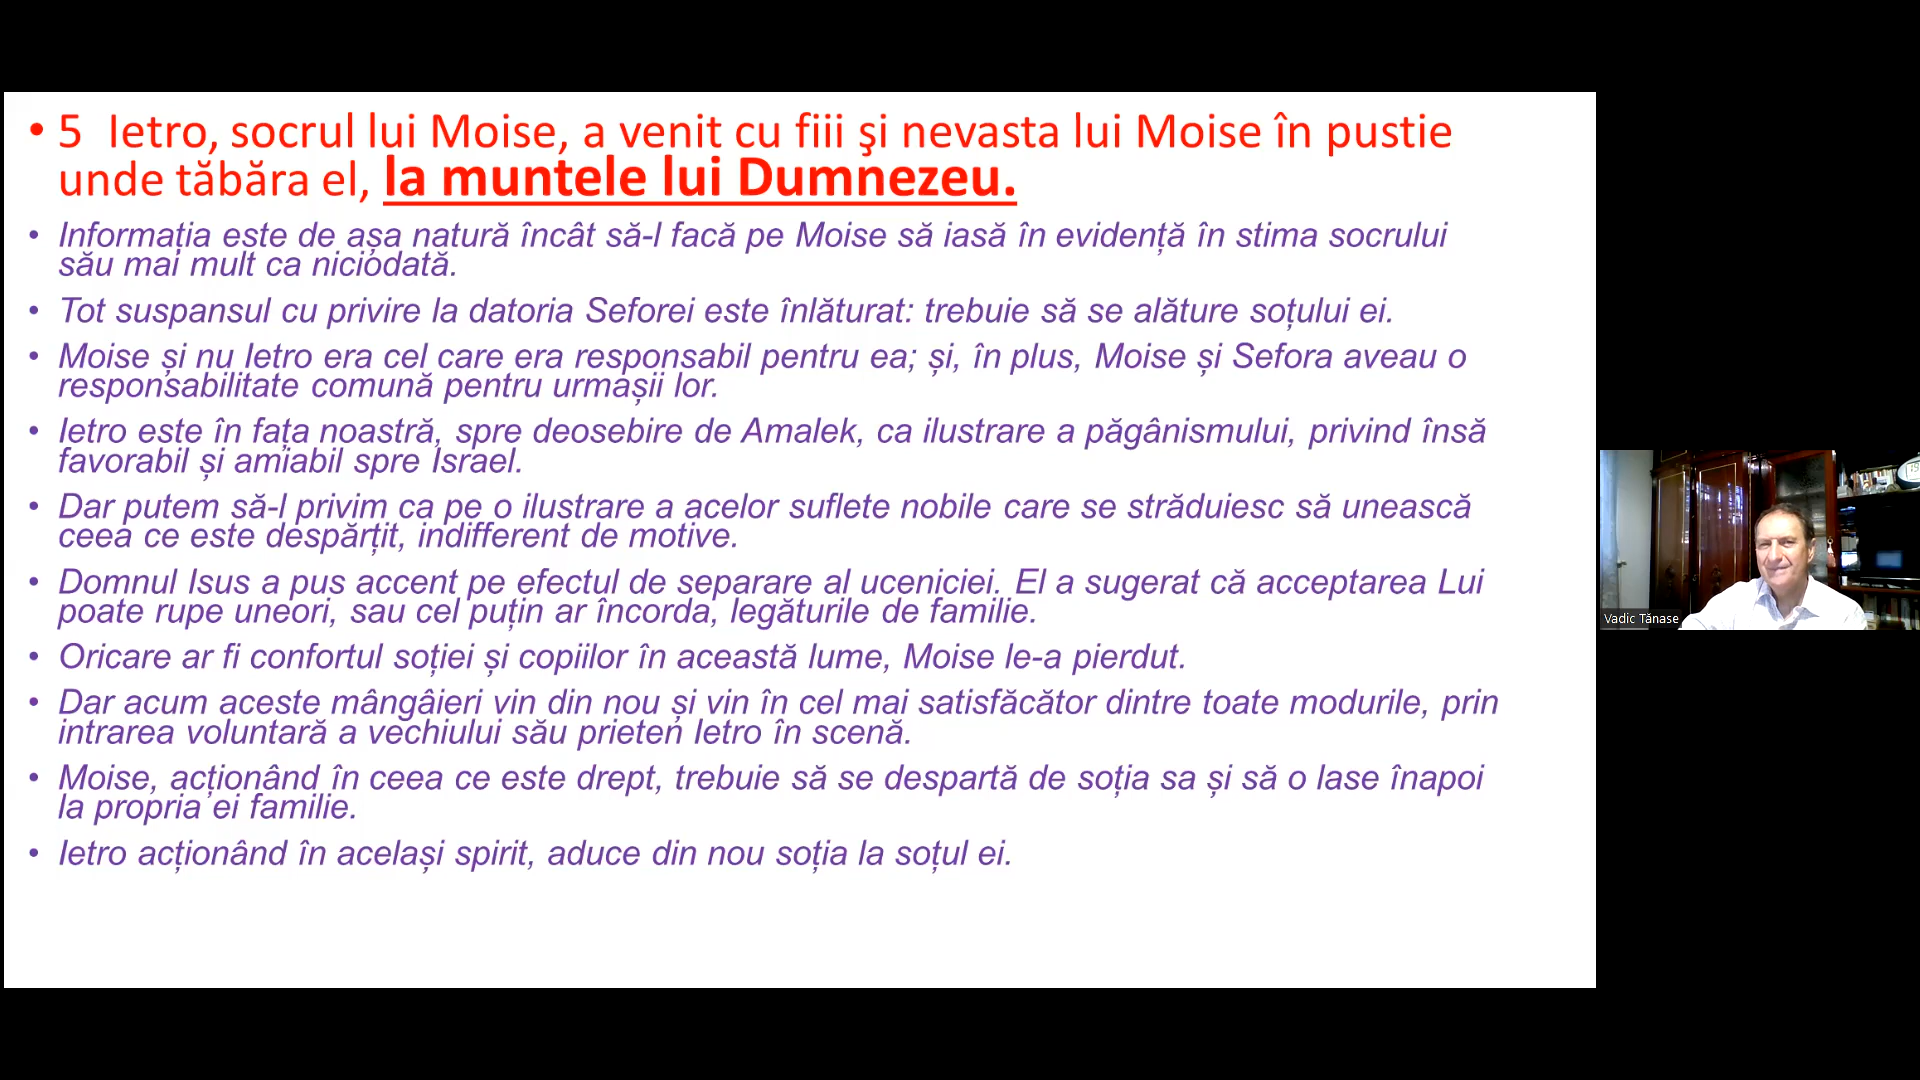 • 5 Ietro, socrul lui Moise, a venit cu fiii şi nevasta lui Moise în pustie
unde tăbăra el, la muntele lui Dumnezeu.
• Informația este de așa natură încât să-l facă pe Moise să iasă în evidență în stima socrului
său mai mult ca niciodată.
• Tot suspansul cu privire la datoria Seforei este înlăturat: trebuie să se alăture soțului ei.
• Moise și nu Ietro era cel care era responsabil pentru ea; și, în plus, Moise și Sefora aveau o
responsabilitate comună pentru urmașii lor.
• Ietro este în fața noastră, spre deosebire de Amalek, ca ilustrare a păgânismului, privind însă
favorabil și amiabil spre Israel.
• Dar putem să-l privim ca pe o ilustrare a acelor suflete nobile care se străduiesc să unească
ceea ce este despărțit, indifferent de motive.
• Domnul Isus a pus accent pe efectul de separare al uceniciei. El a sugerat că acceptarea Lui
poate rupe uneori, sau cel puțin ar încorda, legăturile de familie.
• Oricare ar fi confortul soției și copiilor în această lume, Moise le-a pierdut.
• Dar acum aceste mângâieri vin din nou și vin în cel mai satisfăcător dintre toate modurile, prin
intrarea voluntară a vechiului său prieten Ietro în scenă.
• Moise, acționând în ceea ce este drept, trebuie să se despartă de soția sa și să o lase înapoi
la propria ei familie.
• Ietro acționând în același spirit, aduce din nou soția la soțul ei.
Vadic Tănase